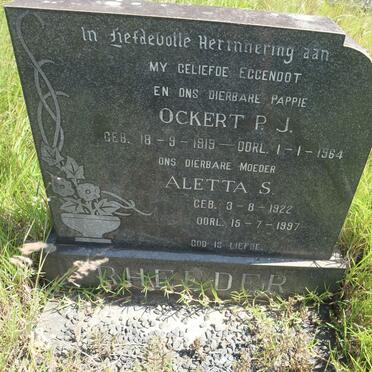 In Liefdevolle Herinnering aan
MY GELIEFDE EGGENOOT
EN ONS DIERBARE PAPPIE
OCKERT P. J.
GEB. 18-9-1919 — OORL. 1-1-1964
ONS DIERBARE MOEDER
ALETTA S.
GEB. 3-8-1922
OORL. 15-7-1997
GOD IS LIEFDE
BHEEDER